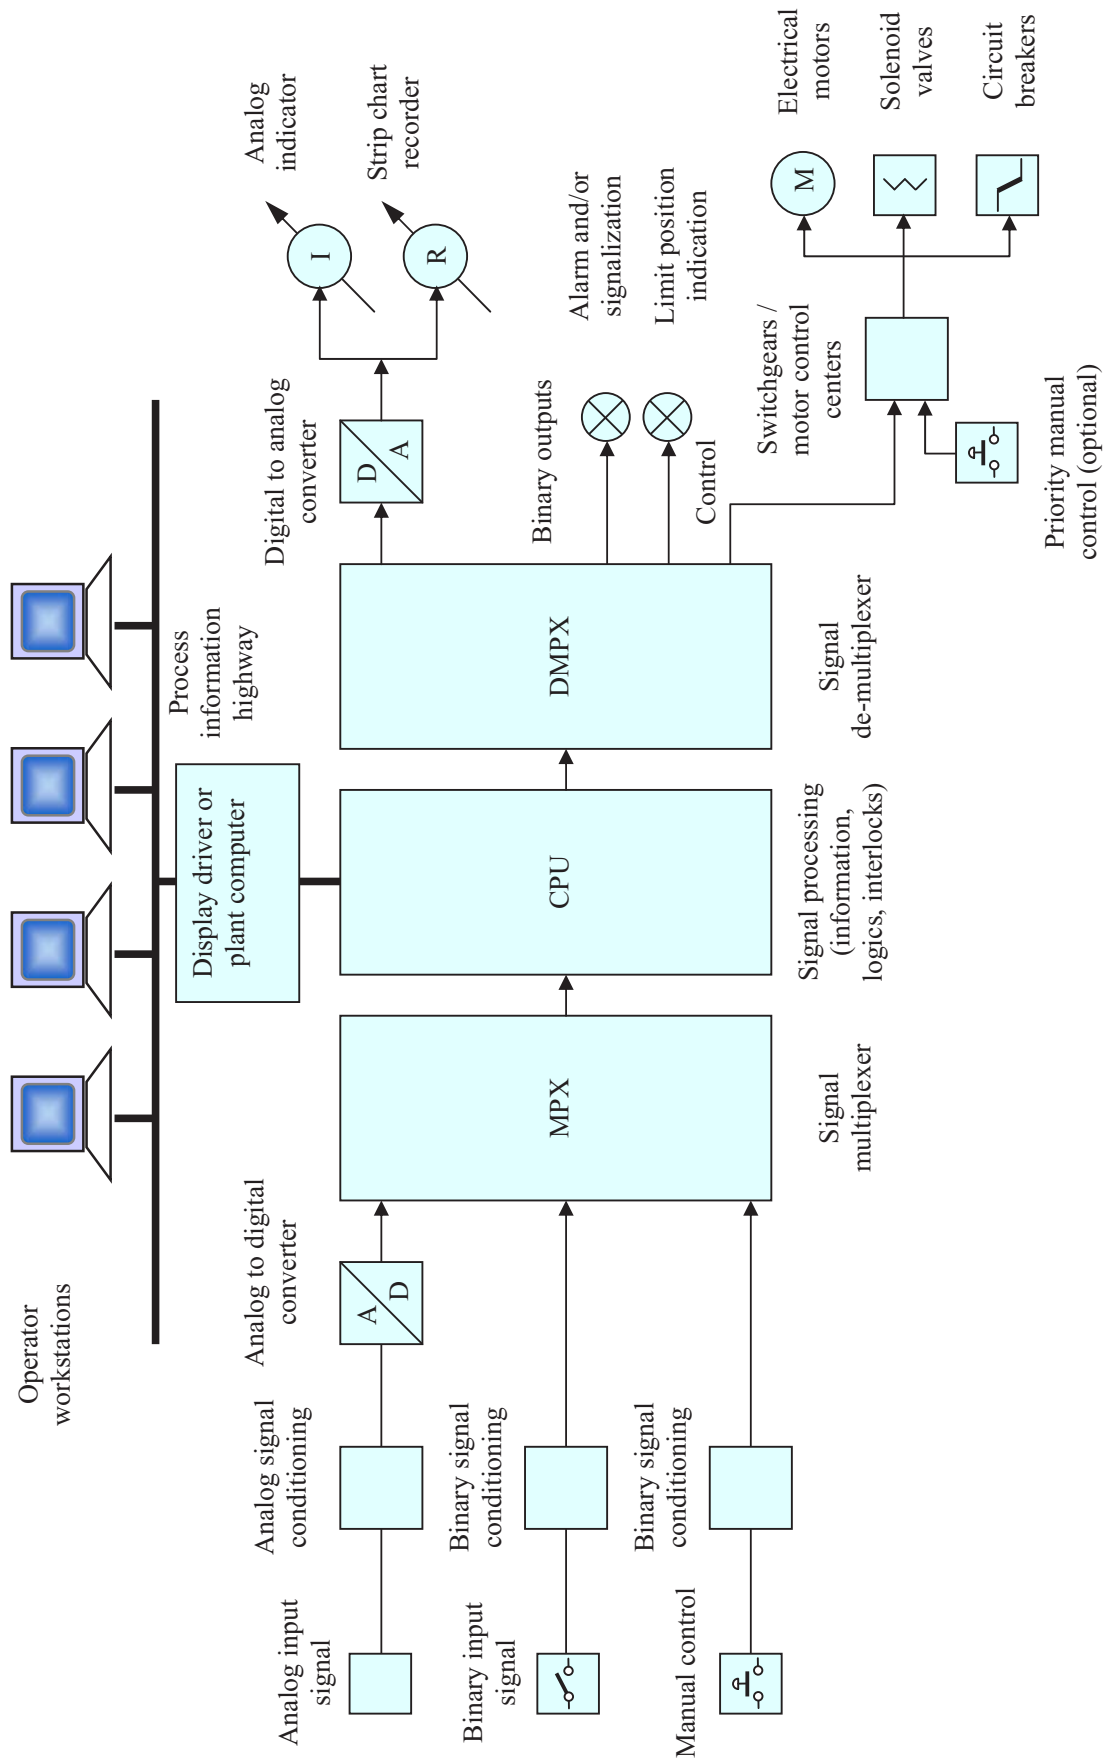 Operator
workstations
Process
information
highway
Display driver or
plant computer
Analog input
signal
Analog signal
conditioning
Analog to digital
converter
A
D
Binary input
signal
Binary signal
conditioning
Manual control
Binary signal
conditioning
MPX
Signal
multiplexer
CPU
Signal processing
(information,
logics, interlocks)
DMPX
Signal
de-multiplexer
Digital to analog
converter
D
A
Analog
indicator
I
Strip chart
recorder
R
Binary outputs
Alarm and/or
signalization
Limit position
indication
Control
Switchgears /
motor control
centers
Priority manual
control (optional)
M
Electrical
motors
Solenoid
valves
Circuit
breakers